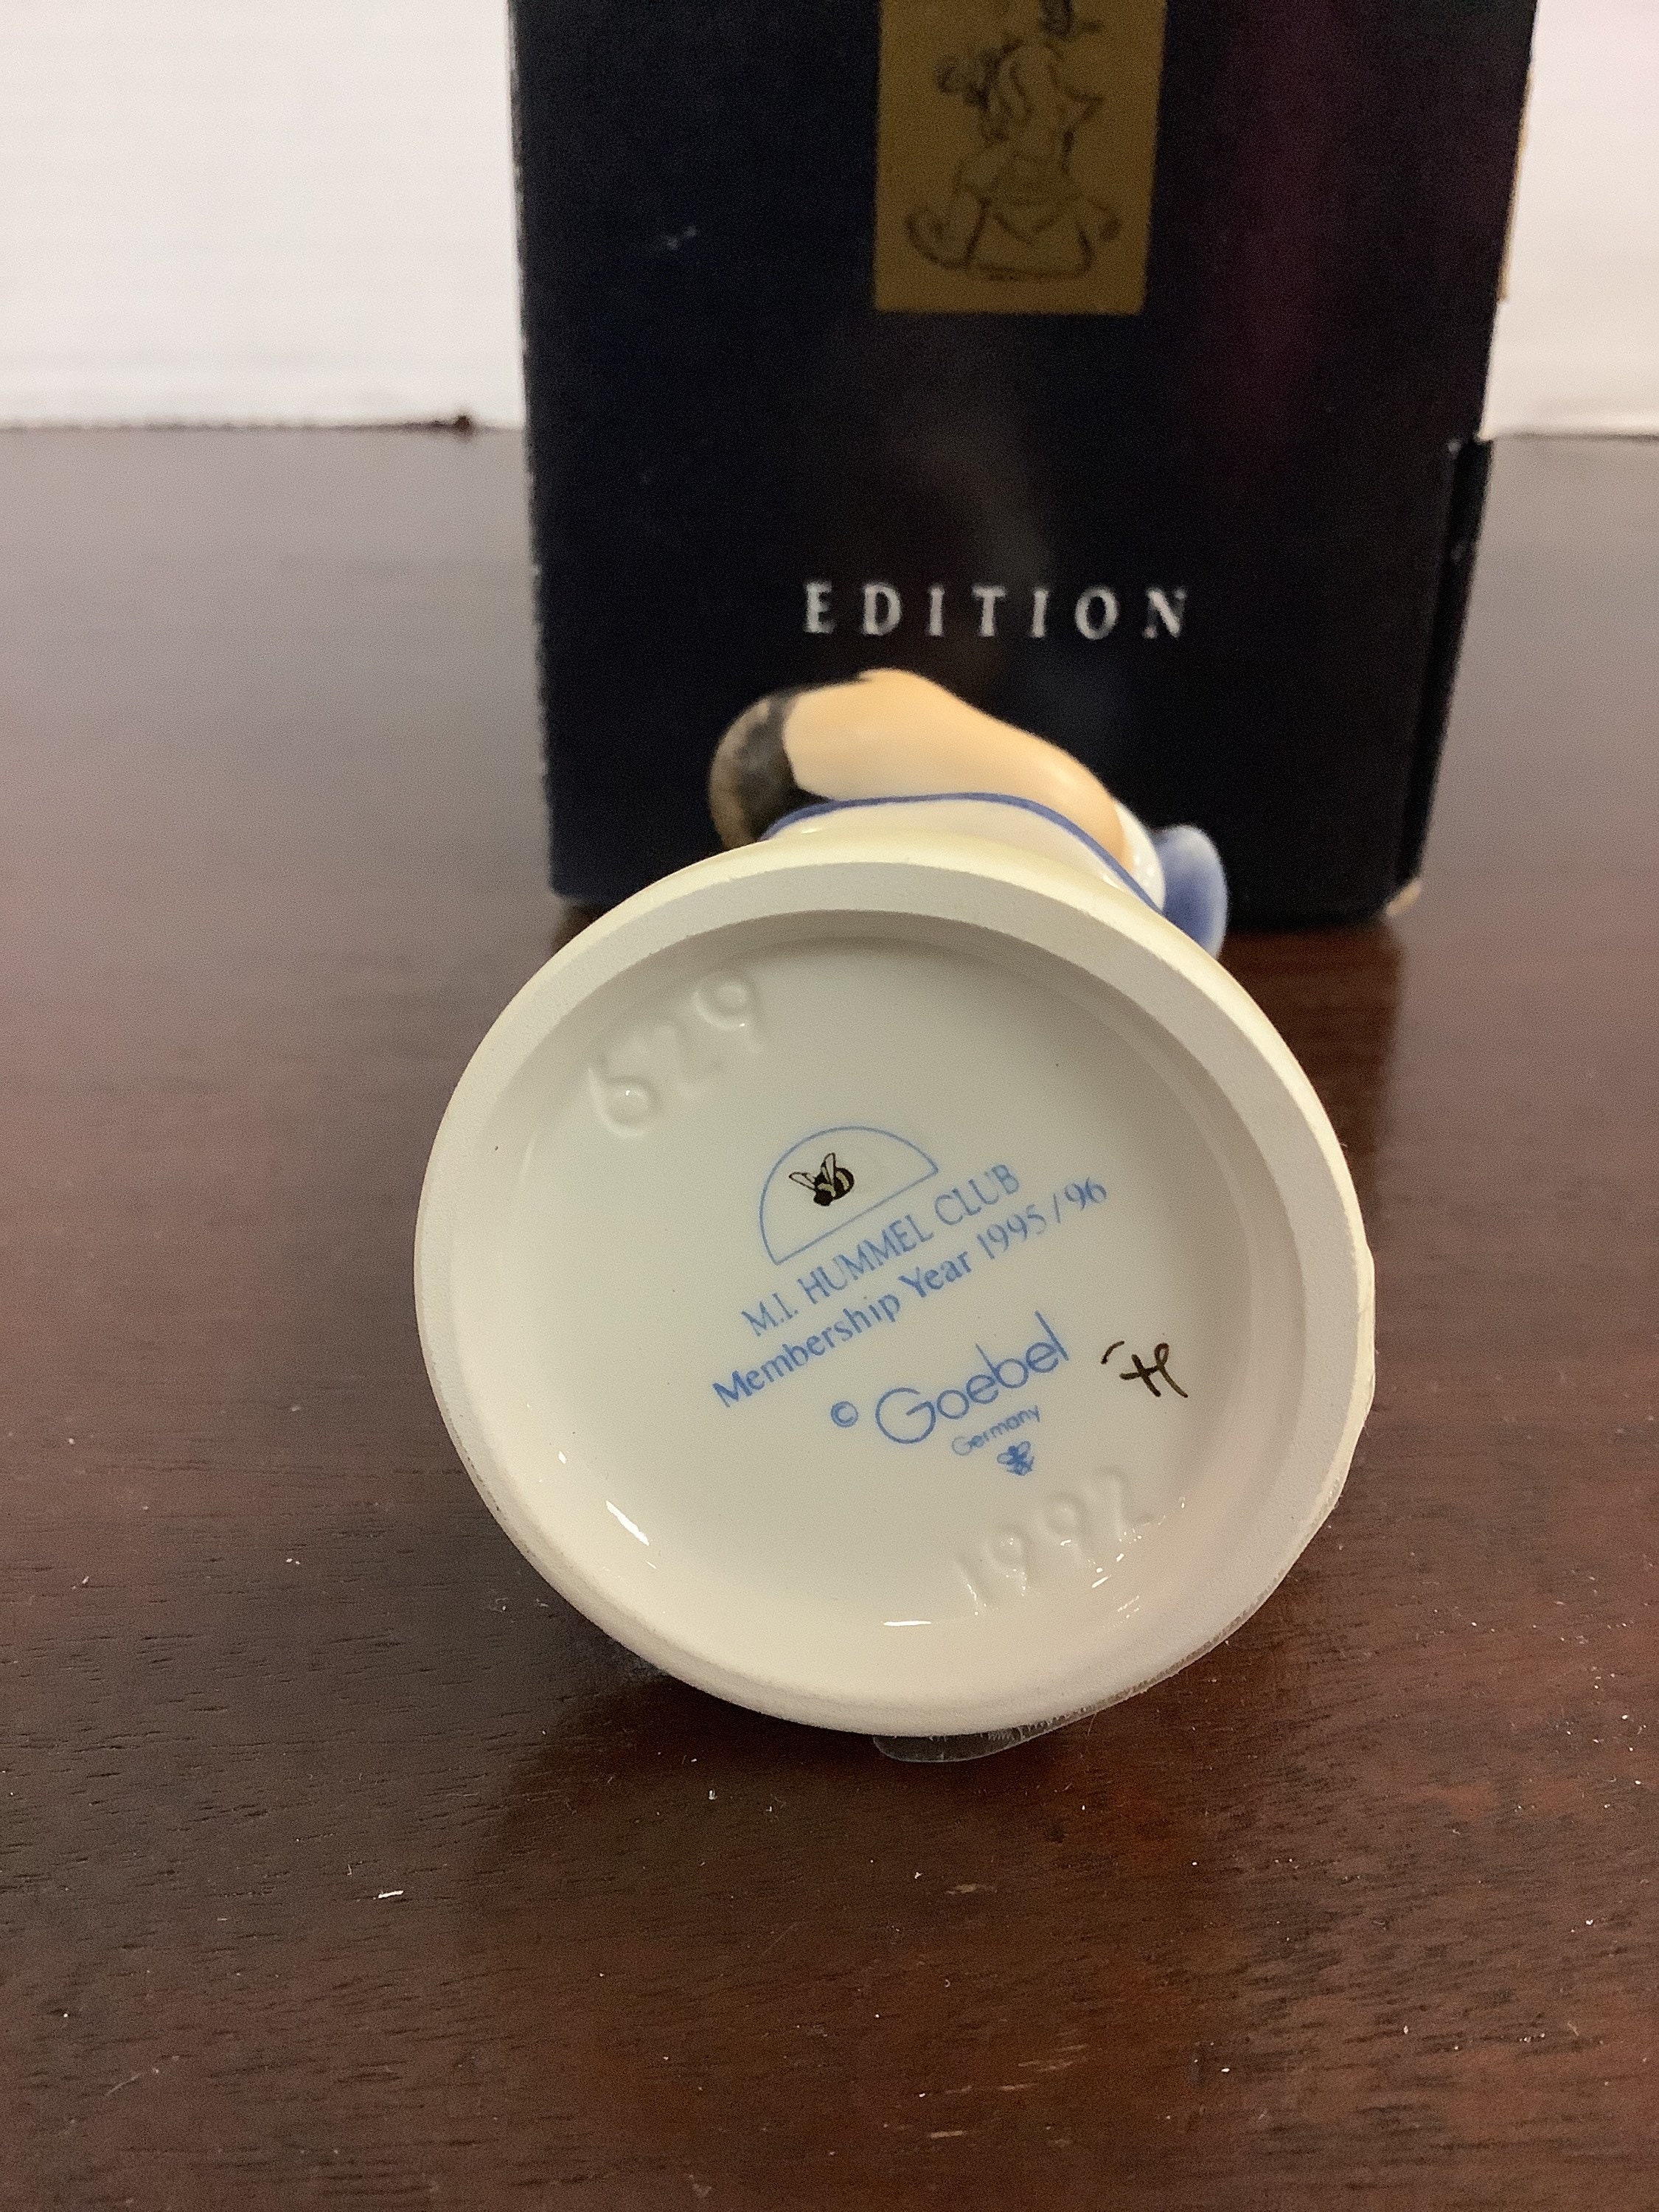 EDITION
629
M.I. HUMMEL CLUB
Membership Year 1995/96
© Goebel
Germany
1992